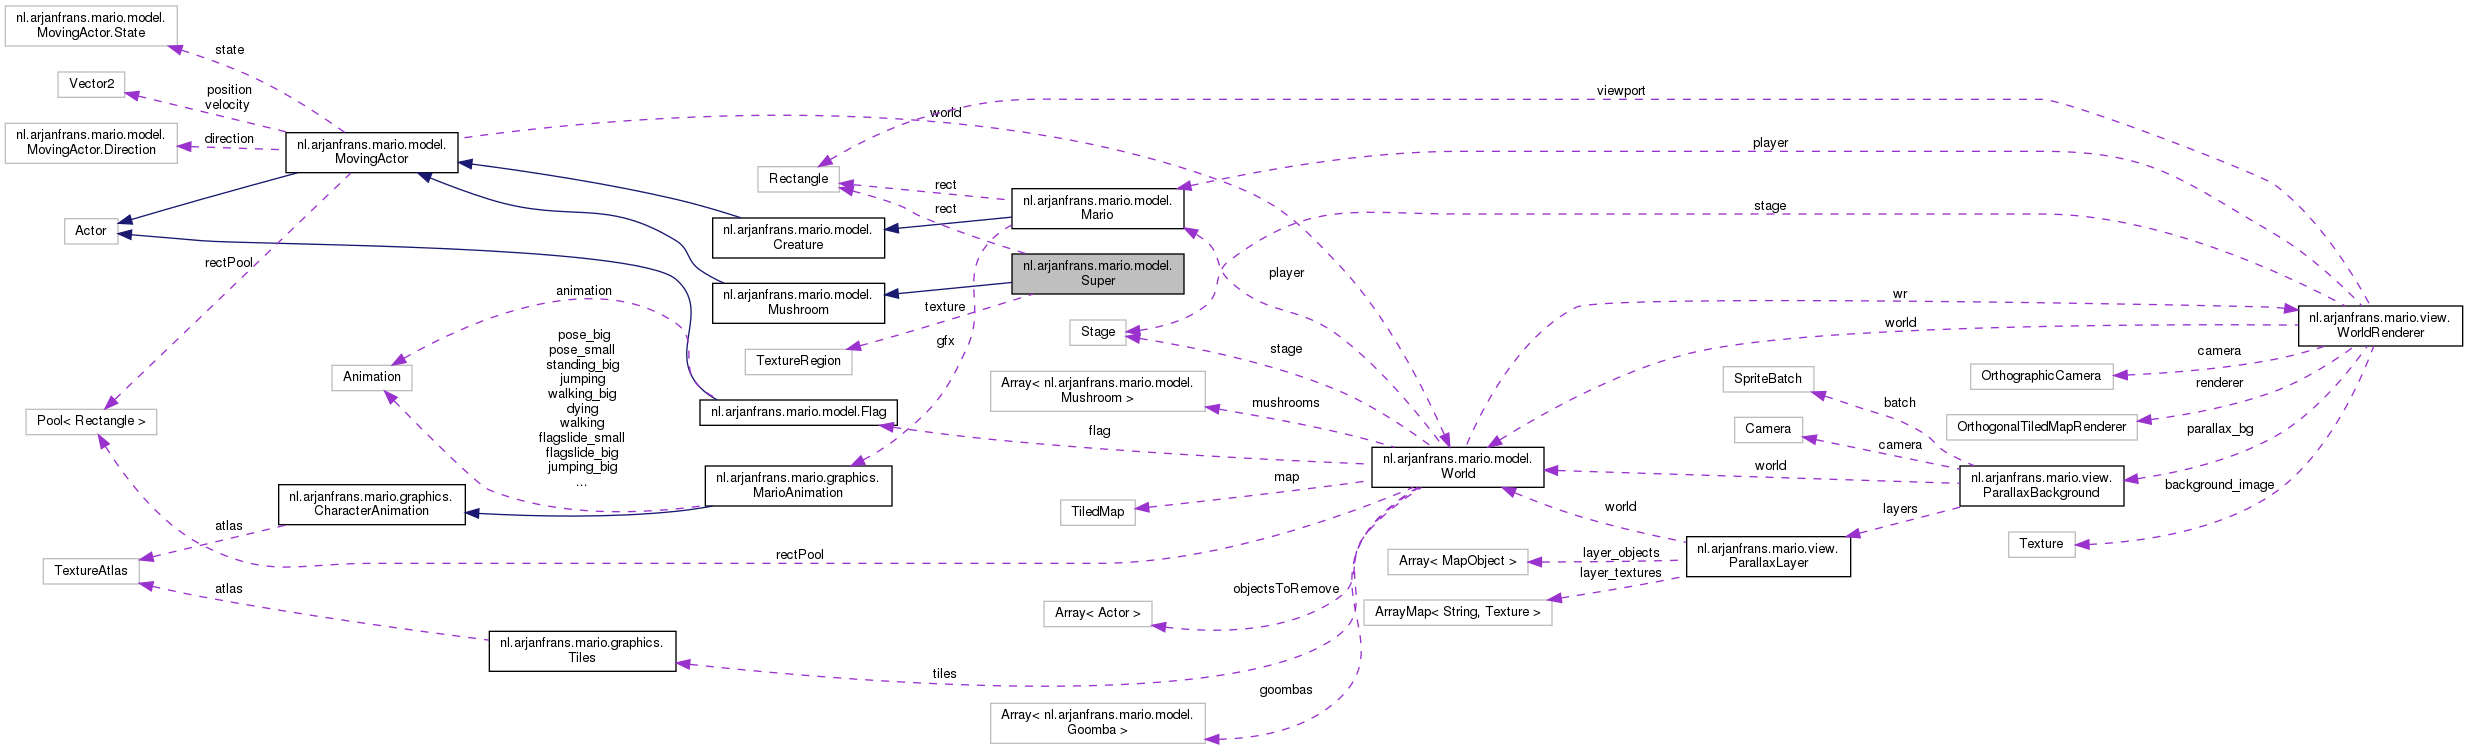 nl.arjanfrans.mario.model.
MovingActor.State
state
Vector2
position
velocity
nl.arjanfrans.mario.model.
MovingActor.Direction
direction
nl.arjanfrans.mario.model.
MovingActor
world
viewport
player
Rectangle
rect
rect
nl.arjanfrans.mario.model.
Mario
stage
Actor
nl.arjanfrans.mario.model.
Creature
rectPool
nl.arjanfrans.mario.model.
Super
player
animation
nl.arjanfrans.mario.model.
Mushroom
texture
wr
nl.arjanfrans.mario.view.
WorldRenderer
world
Stage
pose_big
pose_small
standing_big
jumping
walking_big
dying
walking
flagslide_small
flagslide_big
jumping_big
...
gfx
stage
camera
TextureRegion
Animation
OrthographicCamera
SpriteBatch
renderer
Array< nl.arjanfrans.mario.model.
Mushroom >
mushrooms
batch
Pool< Rectangle >
nl.arjanfrans.mario.model.Flag
flag
Camera
camera
OrthogonalTiledMapRenderer
parallax_bg
nl.arjanfrans.mario.model.
World
world
nl.arjanfrans.mario.view.
ParallaxBackground
background_image
nl.arjanfrans.mario.graphics.
MarioAnimation
map
nl.arjanfrans.mario.graphics.
CharacterAnimation
TiledMap
world
layers
atlas
TextureAtlas
rectPool
Array< MapObject >
layer_objects
layer_textures
nl.arjanfrans.mario.view.
ParallaxLayer
Texture
atlas
objectsToRemove
Array< Actor >
ArrayMap< String, Texture >
nl.arjanfrans.mario.graphics.
Tiles
tiles
goombas
Array< nl.arjanfrans.mario.model.
Goomba >